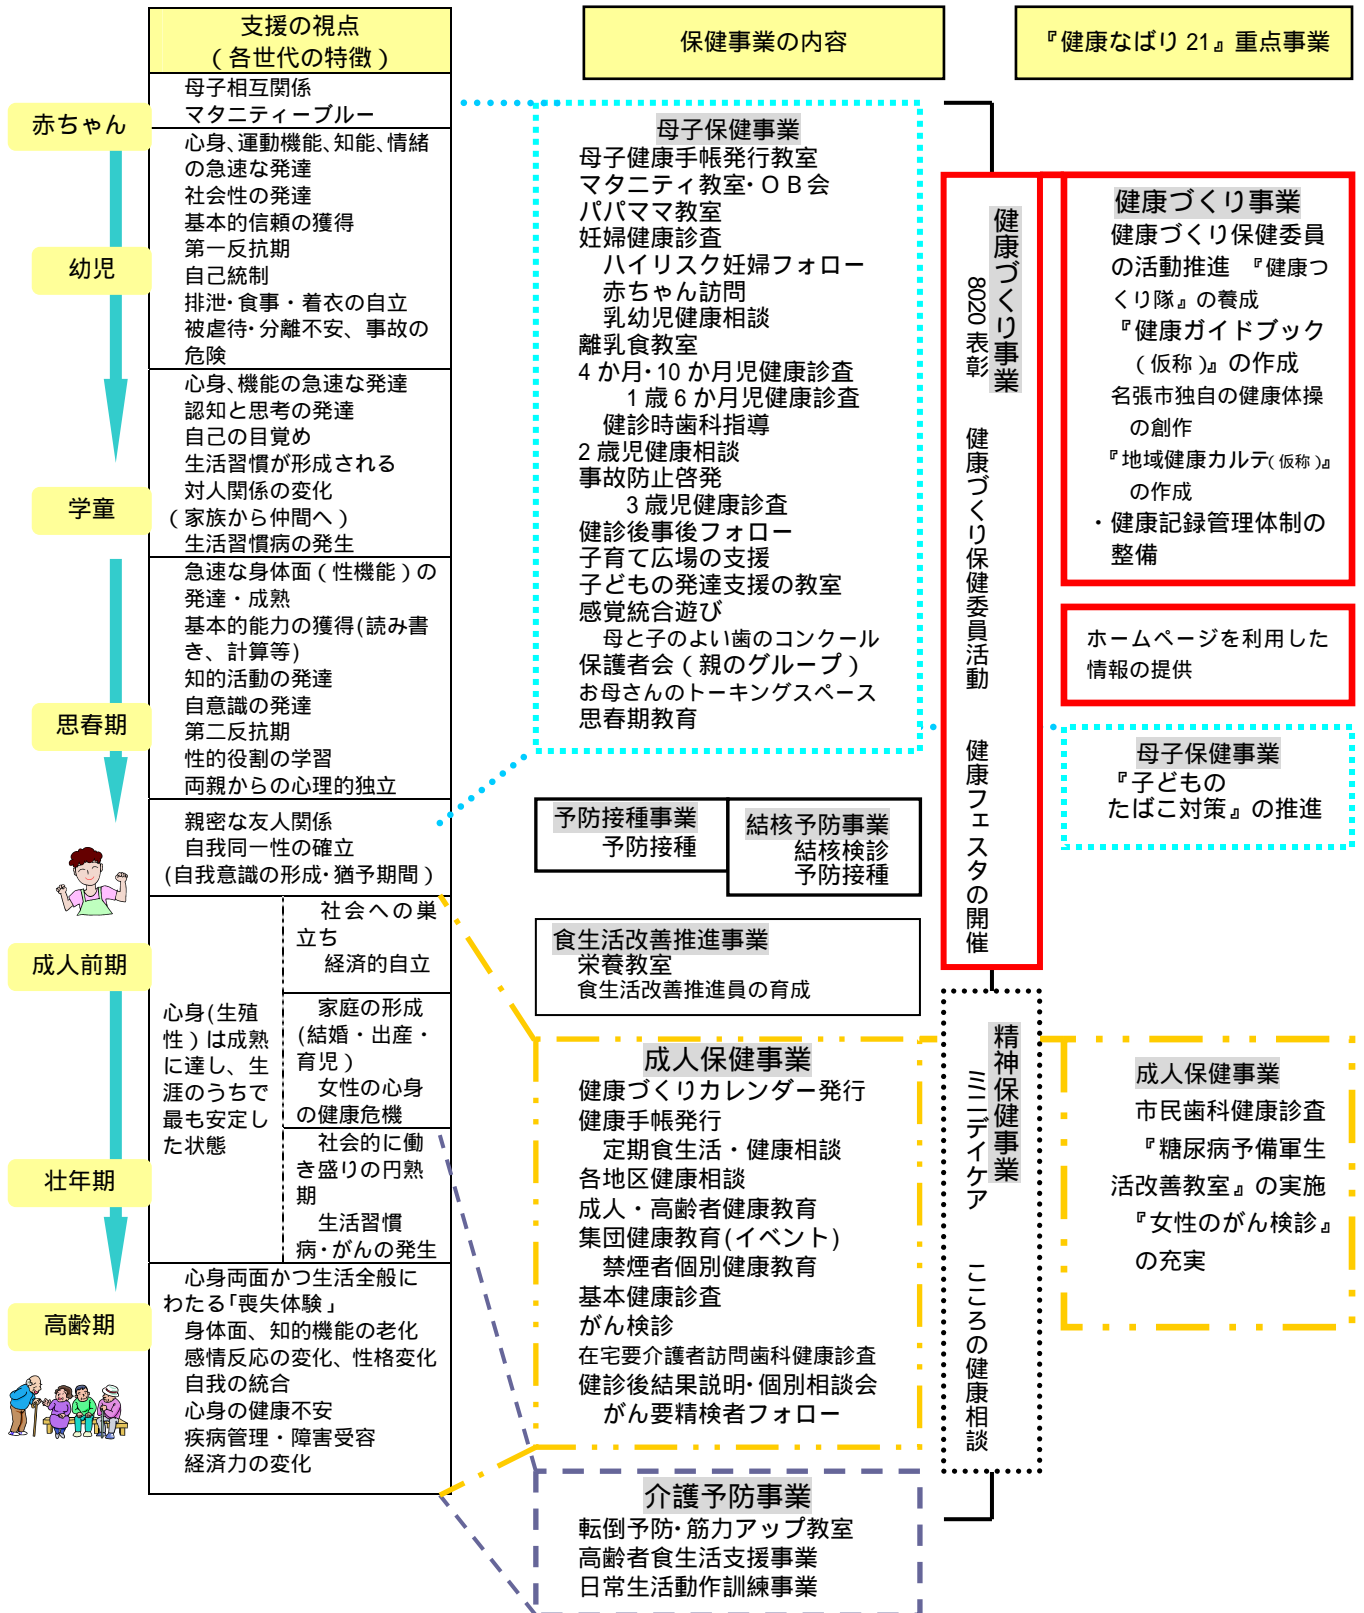 支援の視点
（各世代の特徴）
保健事業の内容
『健康なばり21』重点事業
赤ちゃん
幼児
学童
思春期
成人前期
壮年期
高齢期
母子相互関係
マタニティーブルー
心身、運動機能、知能、情緒
の急速な発達
社会性の発達
基本的信頼の獲得
第一反抗期
自己統制
排泄・食事・着衣の自立
被虐待・分離不安、事故の
危険
心身、機能の急速な発達
認知と思考の発達
自己の目覚め
生活習慣が形成される
対人関係の変化
（家族から仲間へ）
生活習慣病の発生
急速な身体面（性機能）の
発達・成熟
基本的能力の獲得(読み書
き、計算等)
知的活動の発達
自意識の発達
第二反抗期
性的役割の学習
両親からの心理的独立
親密な友人関係
自我同一性の確立
(自我意識の形成・猶予期間）
心身(生殖
性）は成熟
に達し、生
涯のうちで
最も安定し
た状態
社会への巣
立ち
経済的自立
家庭の形成
(結婚・出産・
育児）
女性の心身
の健康危機
社会的に働
き盛りの円熟
期
生活習慣
病・がんの発生
心身両面かつ生活全般に
わたる「喪失体験」
身体面、知的機能の老化
感情反応の変化、性格変化
自我の統合
心身の健康不安
疾病管理・障害受容
経済力の変化
母子保健事業
母子健康手帳発行教室
マタニティ教室・ＯＢ会
パパママ教室
妊婦健康診査
ハイリスク妊婦フォロー
赤ちゃん訪問
乳幼児健康相談
離乳食教室
4か月・10か月児健康診査
1歳6か月児健康診査
健診時歯科指導
2歳児健康相談
事故防止啓発
3歳児健康診査
健診後事後フォロー
子育て広場の支援
子どもの発達支援の教室
感覚統合遊び
母と子のよい歯のコンクール
保護者会（親のグループ）
お母さんのトーキングスペース
思春期教育
予防接種事業
予防接種
結核予防事業
結核検診
予防接種
食生活改善推進事業
栄養教室
食生活改善推進員の育成
成人保健事業
健康づくりカレンダー発行
健康手帳発行
定期食生活・健康相談
各地区健康相談
成人・高齢者健康教育
集団健康教育(イベント)
禁煙者個別健康教育
基本健康診査
がん検診
在宅要介護者訪問歯科健康診査
健診後結果説明・個別相談会
がん要精検者フォロー
介護予防事業
転倒予防・筋力アップ教室
高齢者食生活支援事業
日常生活動作訓練事業
健康づくり事業
8020表彰　健康づくり保健委員活動　健康フェスタの開催
精神保健事業
ミニデイケア　こころの健康相談
健康づくり事業
健康づくり保健委員
の活動推進　『健康つ
くり隊』の養成
『健康ガイドブック
（仮称）』の作成
名張市独自の健康体操
の創作
『地域健康カルテ(仮称)』
の作成
・健康記録管理体制の
整備
ホームページを利用した
情報の提供
母子保健事業
『子どもの
たばこ対策』の推進
成人保健事業
市民歯科健康診査
『糖尿病予備軍生
活改善教室』の実施
『女性のがん検診』
の充実